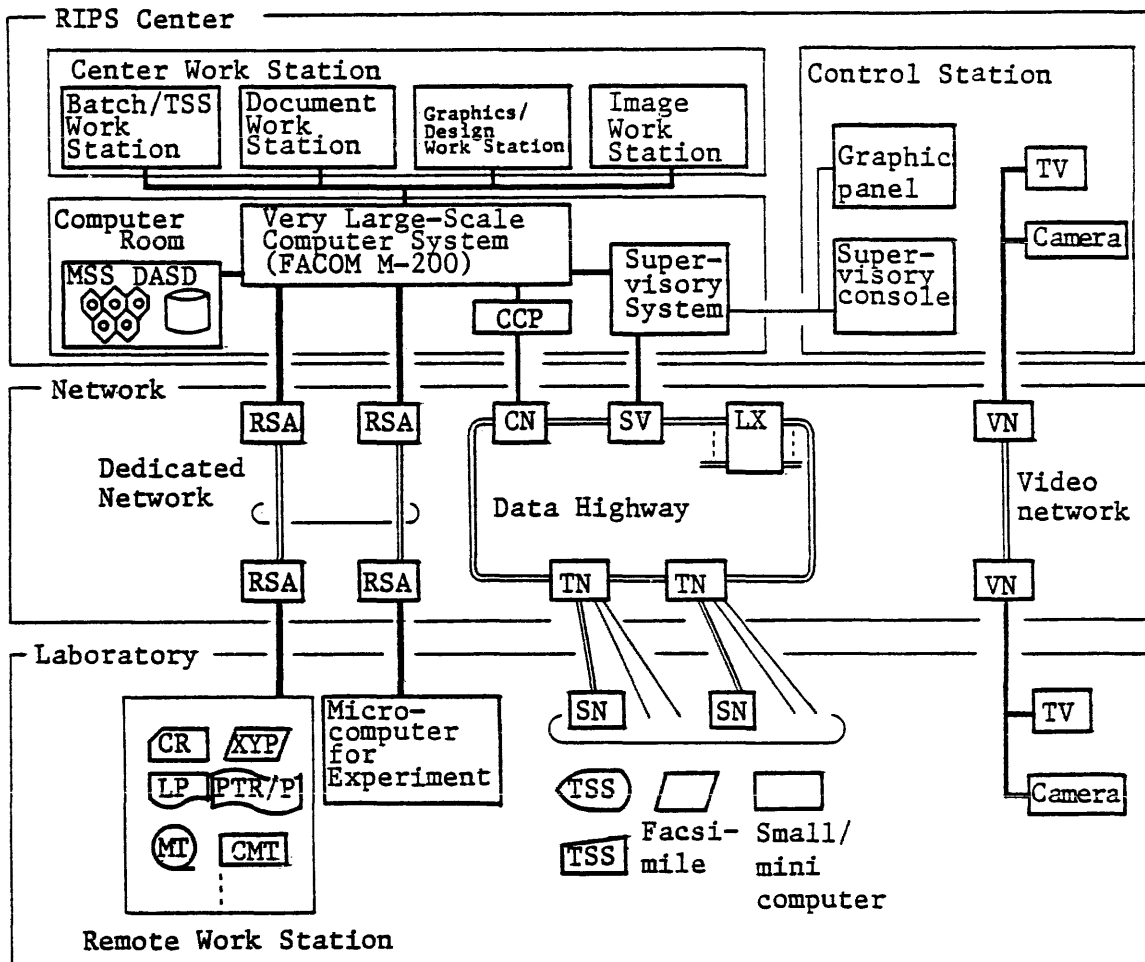 RIPS Center
Center Work Station
Batch/TSS
Work
Station
Document
Work
Station
Graphics/
Design
Work Station
Image
Work
Station
Control Station
Graphic
panel
TV
Camera
Super-
visory
console
Computer
Room
MSS DASD
Very Large-Scale
Computer System
(FACOM M-200)
CCP
Super-
visory
System
Network
RSA
RSA
CN
SV
LX
VN
Dedicated
Network
Data Highway
Video
network
RSA
RSA
TN
TN
VN
Laboratory
CR
XYP
LP
PTR/P
MT
CMT
Remote Work Station
Micro-
computer
for
Experiment
SN
SN
TSS
TSS
Facsi-
mile
Small/
mini
computer
TV
Camera